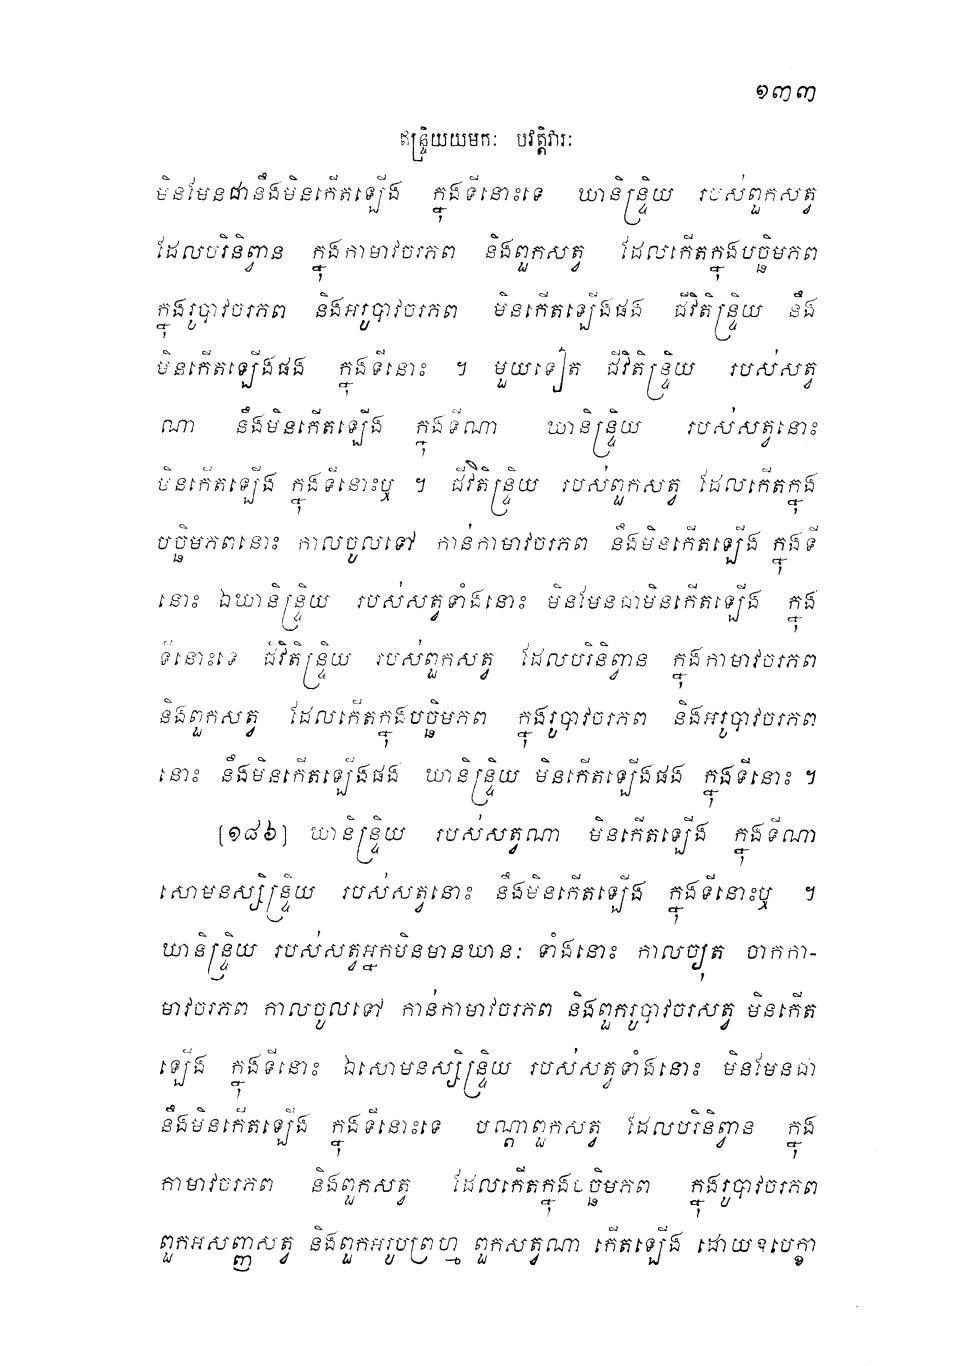 ១៣៣
ឥន្ទ្រិយយមកៈ បវត្តិវារៈ
មិនមែនជានឹងមិនកើតឡើង ក្នុងទីនោះទេ ឃានិន្ទ្រិយ របស់ពួកសត្វ
ដែលបរិនិព្វាន ក្នុងកាមាវចរភព និងពួកសត្វ ដែលកើតក្នុងបច្ឆិមភព
ក្នុងរូបាវចរភព និងអរូបាវចរភព មិនកើតឡើងផង ជីវិតិន្ទ្រិយ នឹង
មិនកើតឡើងផង ក្នុងទីនោះ ។ មួយទៀត ជីវិតិន្ទ្រិយ របស់សត្វ
ណា នឹងមិនកើតឡើង ក្នុងទីណា ឃានិន្ទ្រិយ របស់សត្វនោះ
មិនកើតឡើង ក្នុងទីនោះឬ ។ ជីវិតិន្ទ្រិយ របស់ពួកសត្វ ដែលកើតក្នុង
បច្ឆិមភពនោះ កាលចូលទៅ កាន់កាមាវចរភព នឹងមិនកើតឡើង ក្នុងទី
នោះ ឯឃានិន្ទ្រិយ របស់សត្វទាំងនោះ មិនមែនជាមិនកើតឡើង ក្នុង
ទីនោះទេ ជីវិតិន្ទ្រិយ របស់ពួកសត្វ ដែលបរិនិព្វាន ក្នុងកាមាវចរភព
និងពួកសត្វ ដែលកើតក្នុងបច្ឆិមភព ក្នុងរូបាវចរភព និងអរូបាវចរភព
នោះ នឹងមិនកើតឡើងផង ឃានិន្ទ្រិយ មិនកើតឡើងផង ក្នុងទីនោះ ។
[១៨៦] ឃានិន្ទ្រិយ របស់សត្វណា មិនកើតឡើង ក្នុងទីណា
សោមនស្សិន្ទ្រិយ របស់សត្វនោះ នឹងមិនកើតឡើង ក្នុងទីនោះឬ ។
ឃានិន្ទ្រិយ របស់សត្វអ្នកមិនមានឃានៈ ទាំងនោះ កាលច្យុត ចាកកា-
មាវចរភព កាលចូលទៅ កាន់កាមាវចរភព និងពួករូបាវចរសត្វ មិនកើត
ឡើង ក្នុងទីនោះ ឯសោមនស្សិន្ទ្រិយ របស់សត្វទាំងនោះ មិនមែនជា
នឹងមិនកើតឡើង ក្នុងទីនោះទេ បណ្តាពួកសត្វ ដែលបរិនិព្វាន ក្នុង
កាមាវចរភព និងពួកសត្វ ដែលកើតក្នុងបច្ឆិមភព ក្នុងរូបាវចរភព
ពួកអសញ្ញសត្វ និងពួកអរូបព្រហ្ម ពួកសត្វណា កើតឡើង ដោយឧបេក្ខា